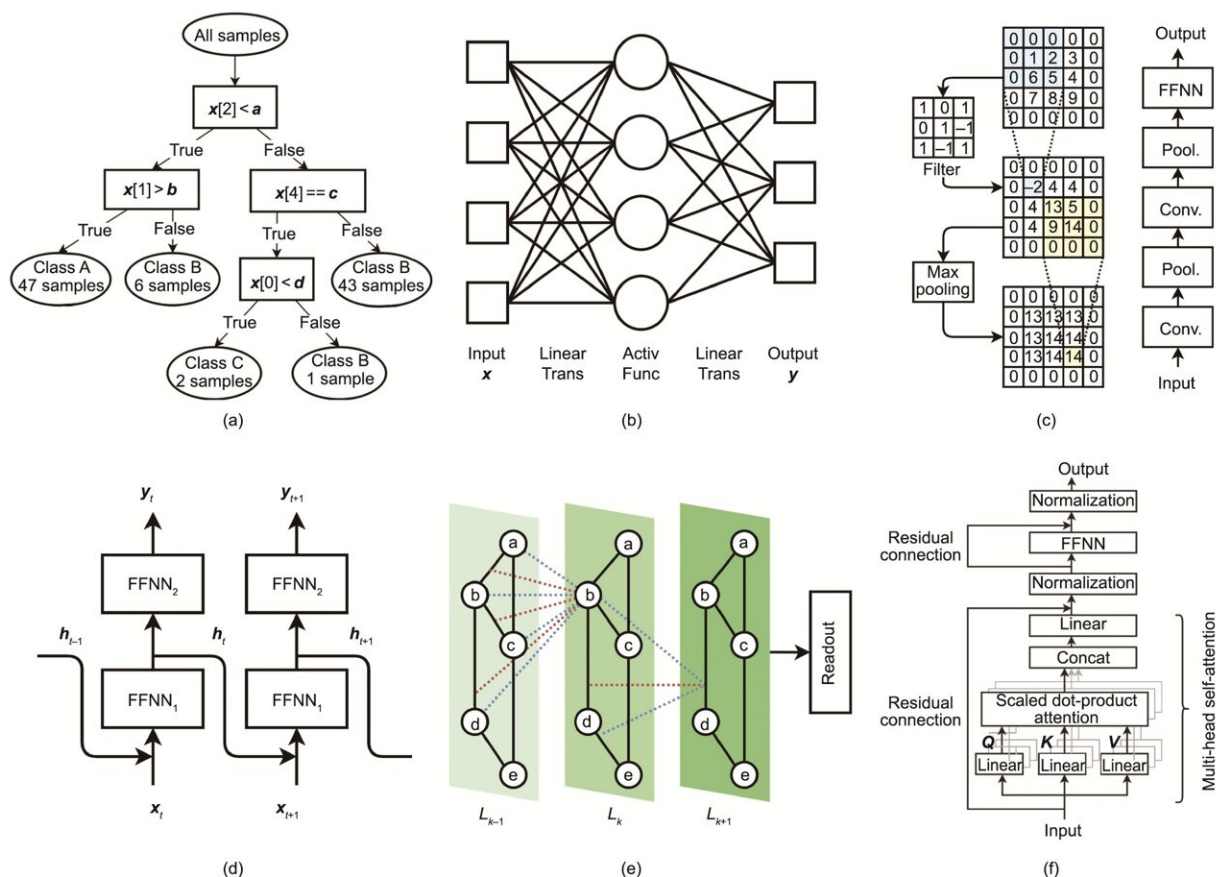 All samples
x[2] < a
True
False
x[1] > b
x[4] == c
True
False
True
False
Class A
47 samples
Class B
6 samples
x[0] < d
Class B
43 samples
True
False
Class C
2 samples
Class B
1 sample
(a)
Input
x
Linear
Trans
Activ
Func
Linear
Trans
Output
y
(b)
0 0 0 0 0
0 1 2 3 0
0 6 5 4 0
0 7 8 9 0
0 0 0 0 0
1 0 1
0 1 –1
1 –1 1
Filter
0 0 0 0 0
0 –2 4 4 0
0 4 13 5 0
0 4 9 14 0
0 0 0 0 0
Max
pooling
0 0 0 0 0
0 13 13 13 0
0 13 14 14 0
0 13 14 14 0
0 0 0 0 0
Output
FFNN
Pool.
Conv.
Pool.
Conv.
Input
(c)
y_t
y_t+1
FFNN_2
FFNN_2
h_t–1
h_t
h_t+1
FFNN_1
FFNN_1
x_t
x_t+1
(d)
a
b
c
d
e
L_k–1
a
b
c
d
e
L_k
a
b
c
d
e
L_k+1
Readout
(e)
Output
Normalization
Residual
connection
FFNN
Normalization
Linear
Concat
Residual
connection
Scaled dot-product
attention
Q
K
V
Linear
Linear
Linear
Input
Multi-head self-attention
(f)